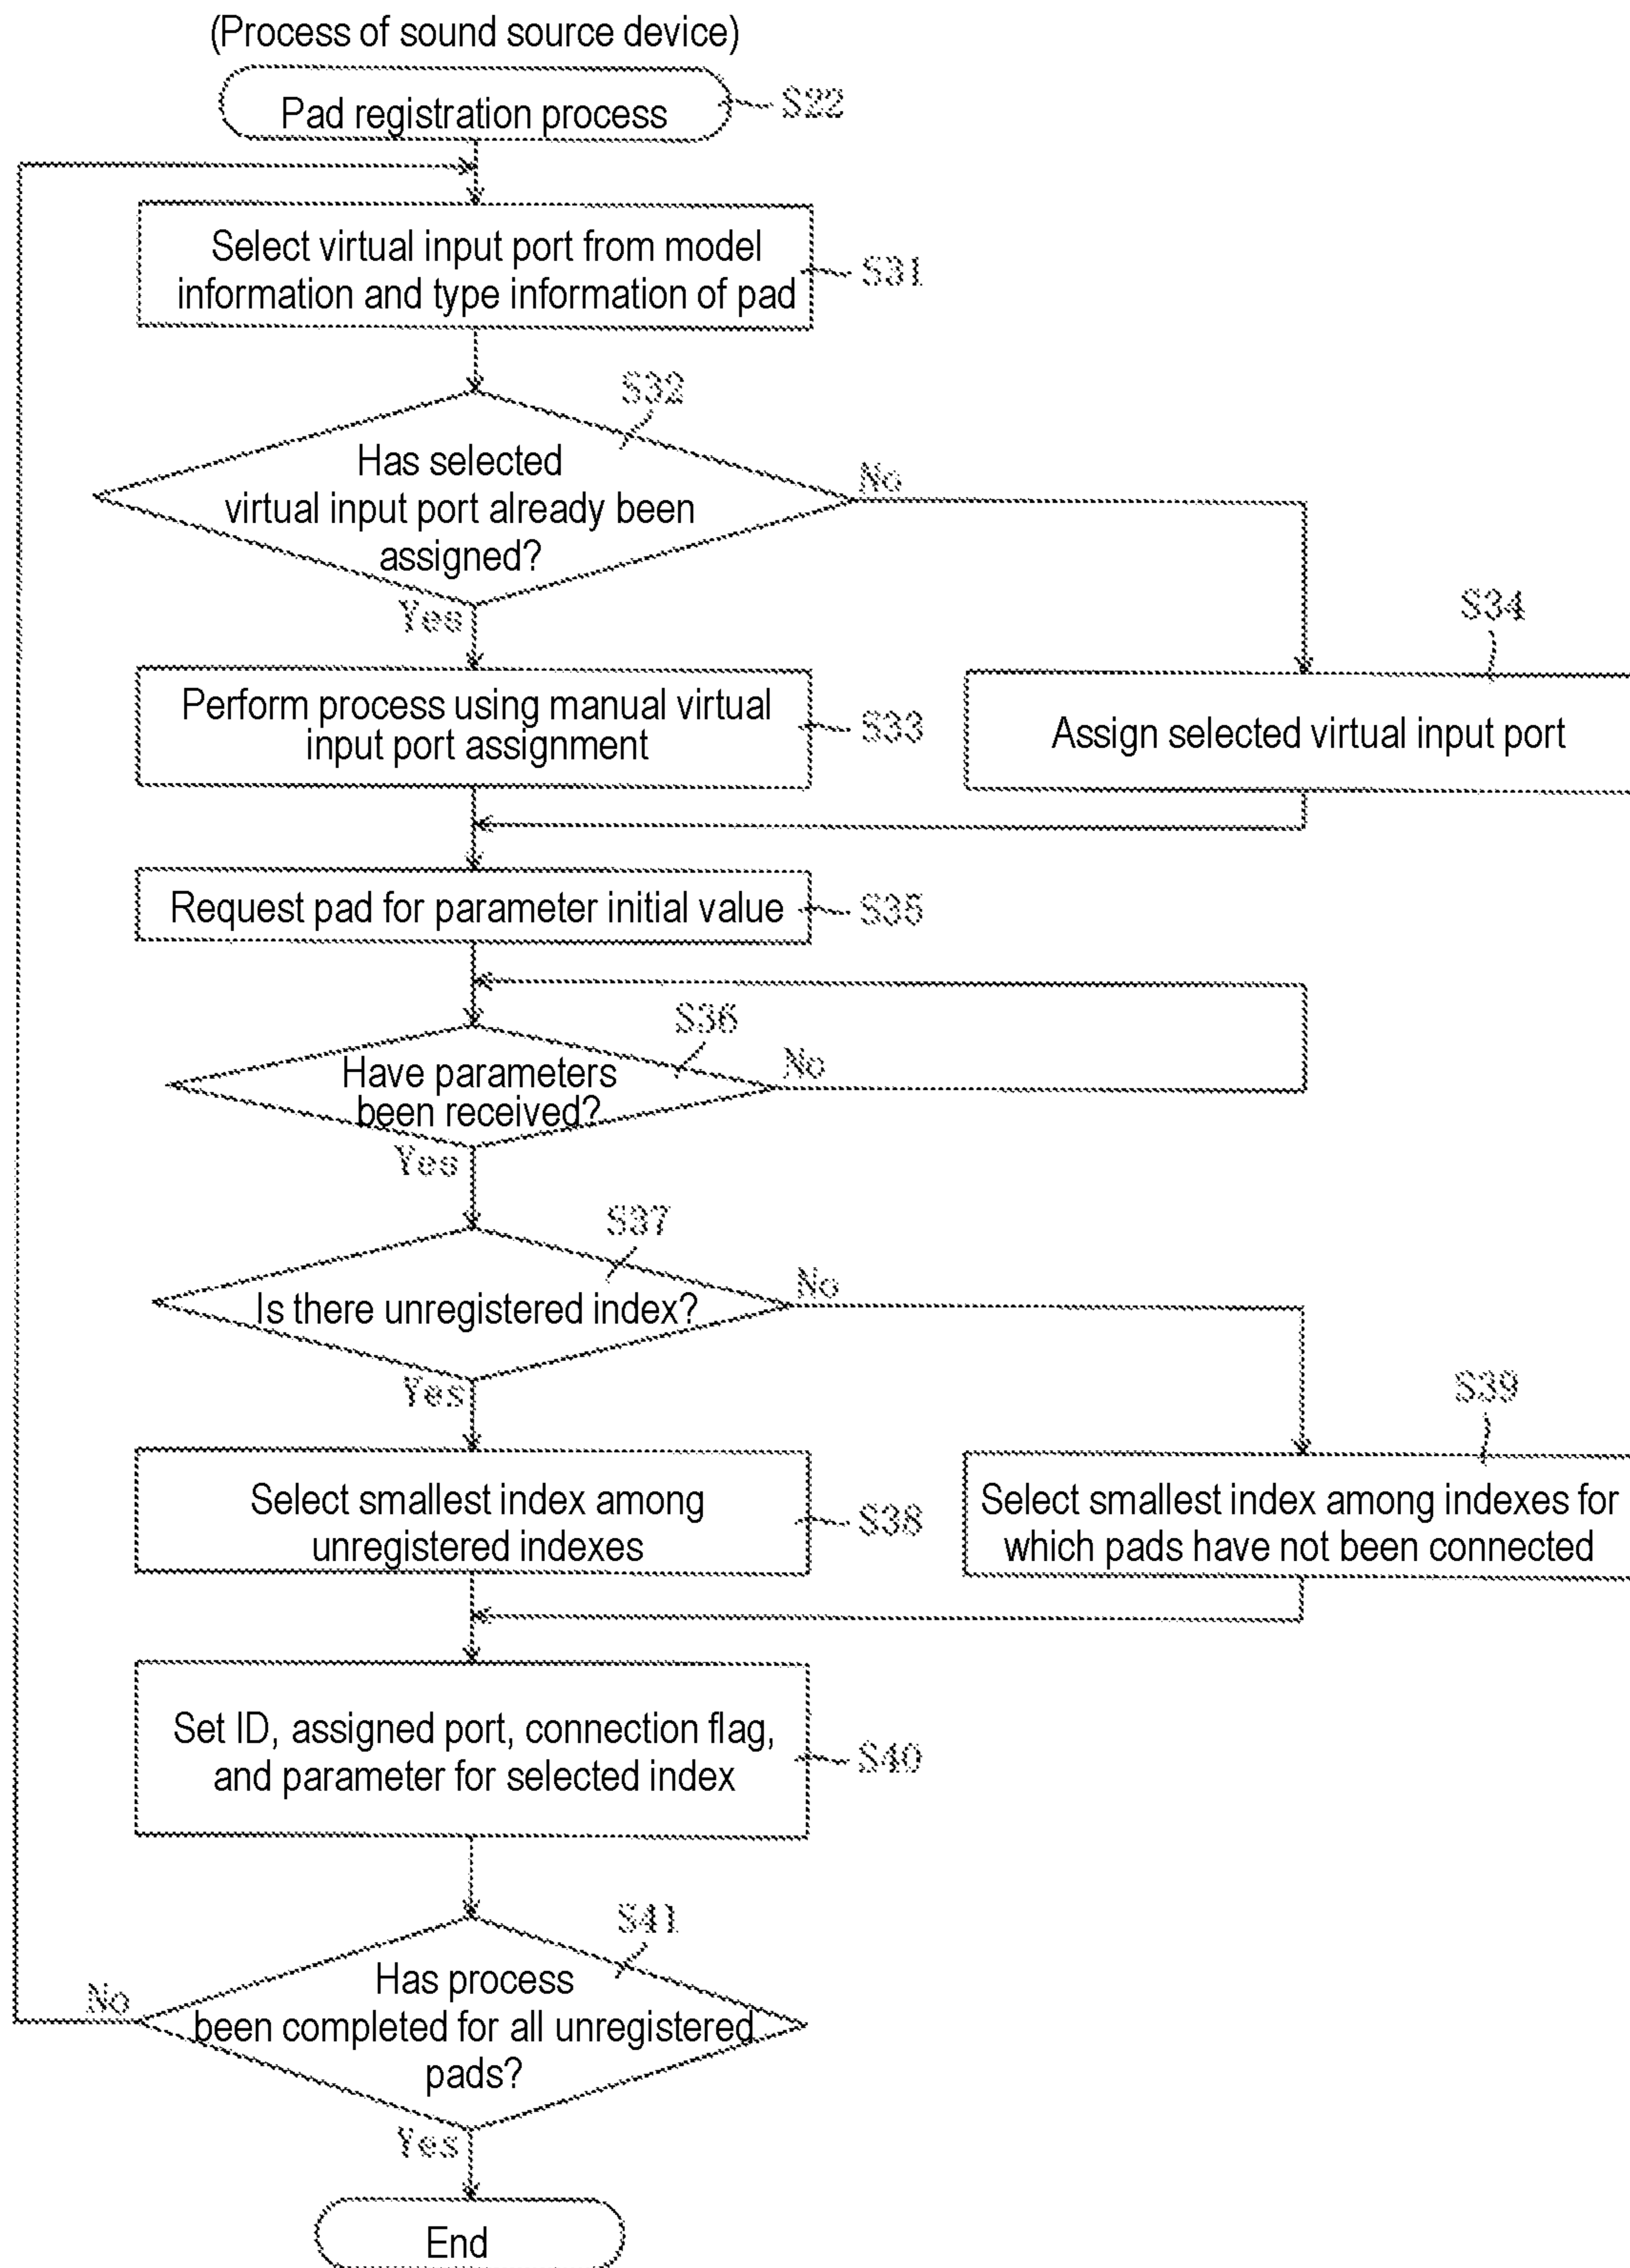 (Process of sound source device)
Pad registration process
S22
Select virtual input port from model
information and type information of pad
S31
S32
Has selected
virtual input port already been
assigned?
No
Yes
S34
Perform process using manual virtual
input port assignment
S33
Assign selected virtual input port
Request pad for parameter initial value
S35
S36
Have parameters
been received?
No
Yes
S37
Is there unregistered index?
No
Yes
S39
Select smallest index among
unregistered indexes
S38
Select smallest index among indexes for
which pads have not been connected
Set ID, assigned port, connection flag,
and parameter for selected index
S40
S41
Has process
been completed for all unregistered
pads?
No
Yes
End